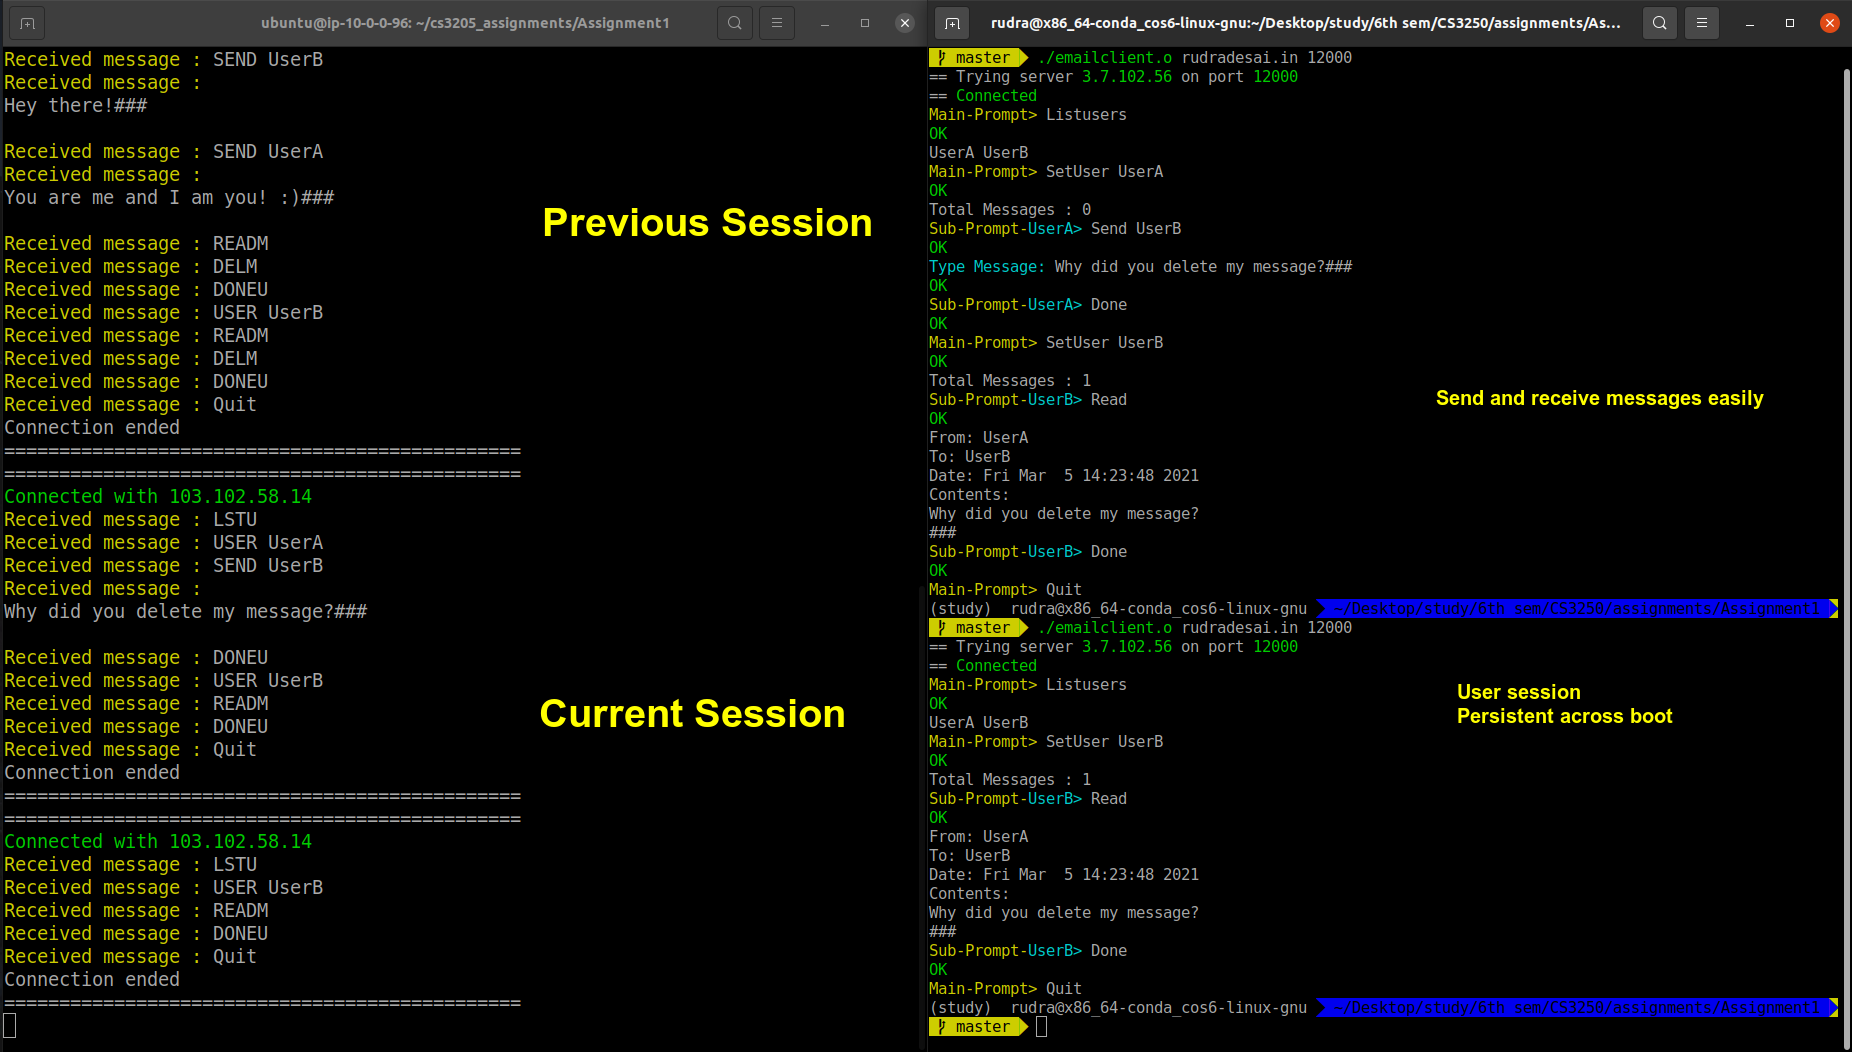 ubuntu@ip-10-0-0-96: ~/cs3205_assignments/Assignment1
Received message : SEND UserB
Received message :
Hey there!###
Received message : SEND UserA
Received message :
You are me and I am you! :)###
Received message : READM
Received message : DELM
Received message : DONEU
Received message : USER UserB
Received message : READM
Received message : DELM
Received message : DONEU
Received message : Quit
Connection ended
===============================================
===============================================
Connected with 103.102.58.14
Received message : LSTU
Received message : USER UserA
Received message : SEND UserB
Received message :
Why did you delete my message?###
Received message : DONEU
Received message : USER UserB
Received message : READM
Received message : DONEU
Received message : Quit
Connection ended
===============================================
===============================================
Connected with 103.102.58.14
Received message : LSTU
Received message : USER UserB
Received message : READM
Received message : DONEU
Received message : Quit
Connection ended
===============================================
Previous Session
Current Session
rudra@x86_64-conda_cos6-linux-gnu:~/Desktop/study/6th sem/CS3250/assignments/As...
master ./emailclient.o rudradesai.in 12000
== Trying server 3.7.102.56 on port 12000
== Connected
Main-Prompt> Listusers
OK
UserA UserB
Main-Prompt> SetUser UserA
OK
Total Messages : 0
Sub-Prompt-UserA> Send UserB
OK
Type Message: Why did you delete my message?###
OK
Sub-Prompt-UserA> Done
OK
Main-Prompt> SetUser UserB
OK
Total Messages : 1
Sub-Prompt-UserB> Read
OK
From: UserA
To: UserB
Date: Fri Mar  5 14:23:48 2021
Contents:
Why did you delete my message?
###
Sub-Prompt-UserB> Done
OK
Main-Prompt> Quit
(study)  rudra@x86_64-conda_cos6-linux-gnu ~/Desktop/study/6th sem/CS3250/assignments/Assignment1
master ./emailclient.o rudradesai.in 12000
== Trying server 3.7.102.56 on port 12000
== Connected
Main-Prompt> Listusers
OK
UserA UserB
Main-Prompt> SetUser UserB
OK
Total Messages : 1
Sub-Prompt-UserB> Read
OK
From: UserA
To: UserB
Date: Fri Mar  5 14:23:48 2021
Contents:
Why did you delete my message?
###
Sub-Prompt-UserB> Done
OK
Main-Prompt> Quit
(study)  rudra@x86_64-conda_cos6-linux-gnu ~/Desktop/study/6th sem/CS3250/assignments/Assignment1
master
Send and receive messages easily
User session
Persistent across boot